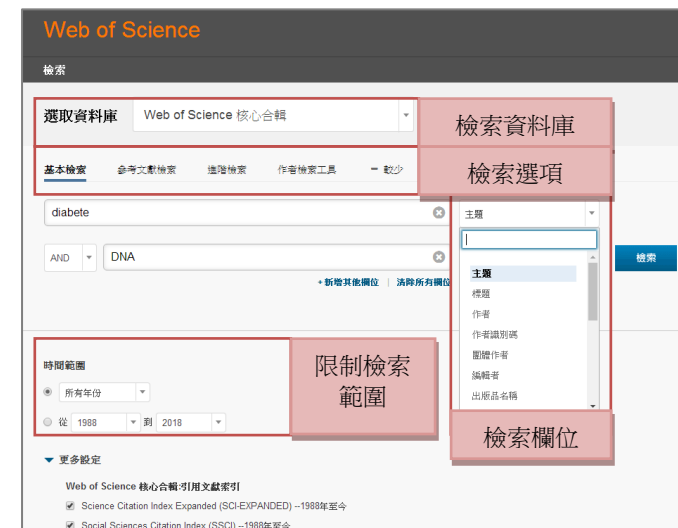 Web of Science
檢索
選取資料庫 Web of Science 核心合輯 檢索資料庫
基本檢索 參考文獻檢索 進階檢索 作者檢索工具 較少 檢索選項
diabete 主題
AND DNA 檢索
+新增其他欄位 | 清除所有欄位
主題
標題
作者
作者識別碼
團體作者
編輯者
出版品名稱
檢索欄位
時間範圍
所有年份
從 1988 到 2018
限制檢索
範圍
更多設定
Web of Science 核心合輯:引用文獻索引
Science Citation Index Expanded (SCI-EXPANDED) --1988年至今
Social Sciences Citation Index (SSCI) --1988年至今